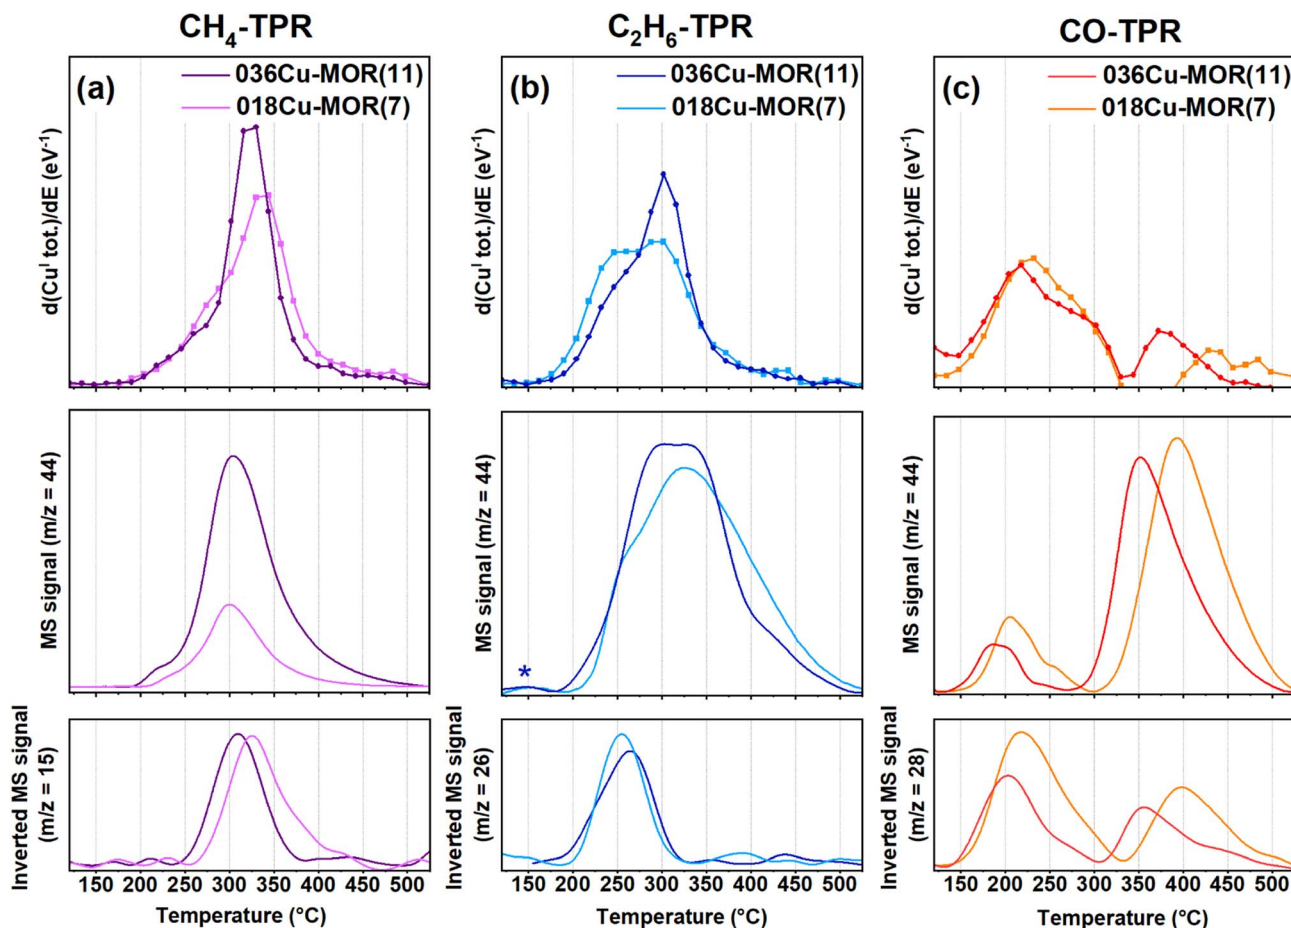 CH₄-TPR
C₂H₆-TPR
CO-TPR
(a)
036Cu-MOR(11)
018Cu-MOR(7)
d(Cuᴵ tot.)/dE (eV⁻¹)
MS signal (m/z = 44)
Inverted MS signal
(m/z = 15)
150 200 250 300 350 400 450 500
Temperature (°C)
(b)
036Cu-MOR(11)
018Cu-MOR(7)
d(Cuᴵ tot.)/dE (eV⁻¹)
MS signal (m/z = 44)
*
Inverted MS signal
(m/z = 26)
150 200 250 300 350 400 450 500
Temperature (°C)
(c)
036Cu-MOR(11)
018Cu-MOR(7)
d(Cuᴵ tot.)/dE (eV⁻¹)
MS signal (m/z = 44)
Inverted MS signal
(m/z = 28)
150 200 250 300 350 400 450 500
Temperature (°C)